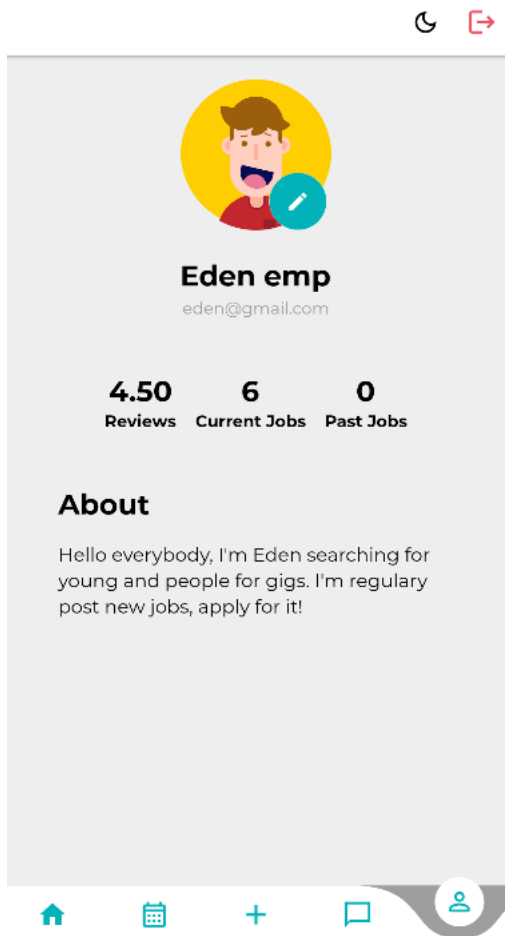 Eden emp
eden@gmail.com
4.50 6 0
Reviews Current Jobs Past Jobs
About
Hello everybody, I'm Eden searching for
young and people for gigs. I'm regulary
post new jobs, apply for it!